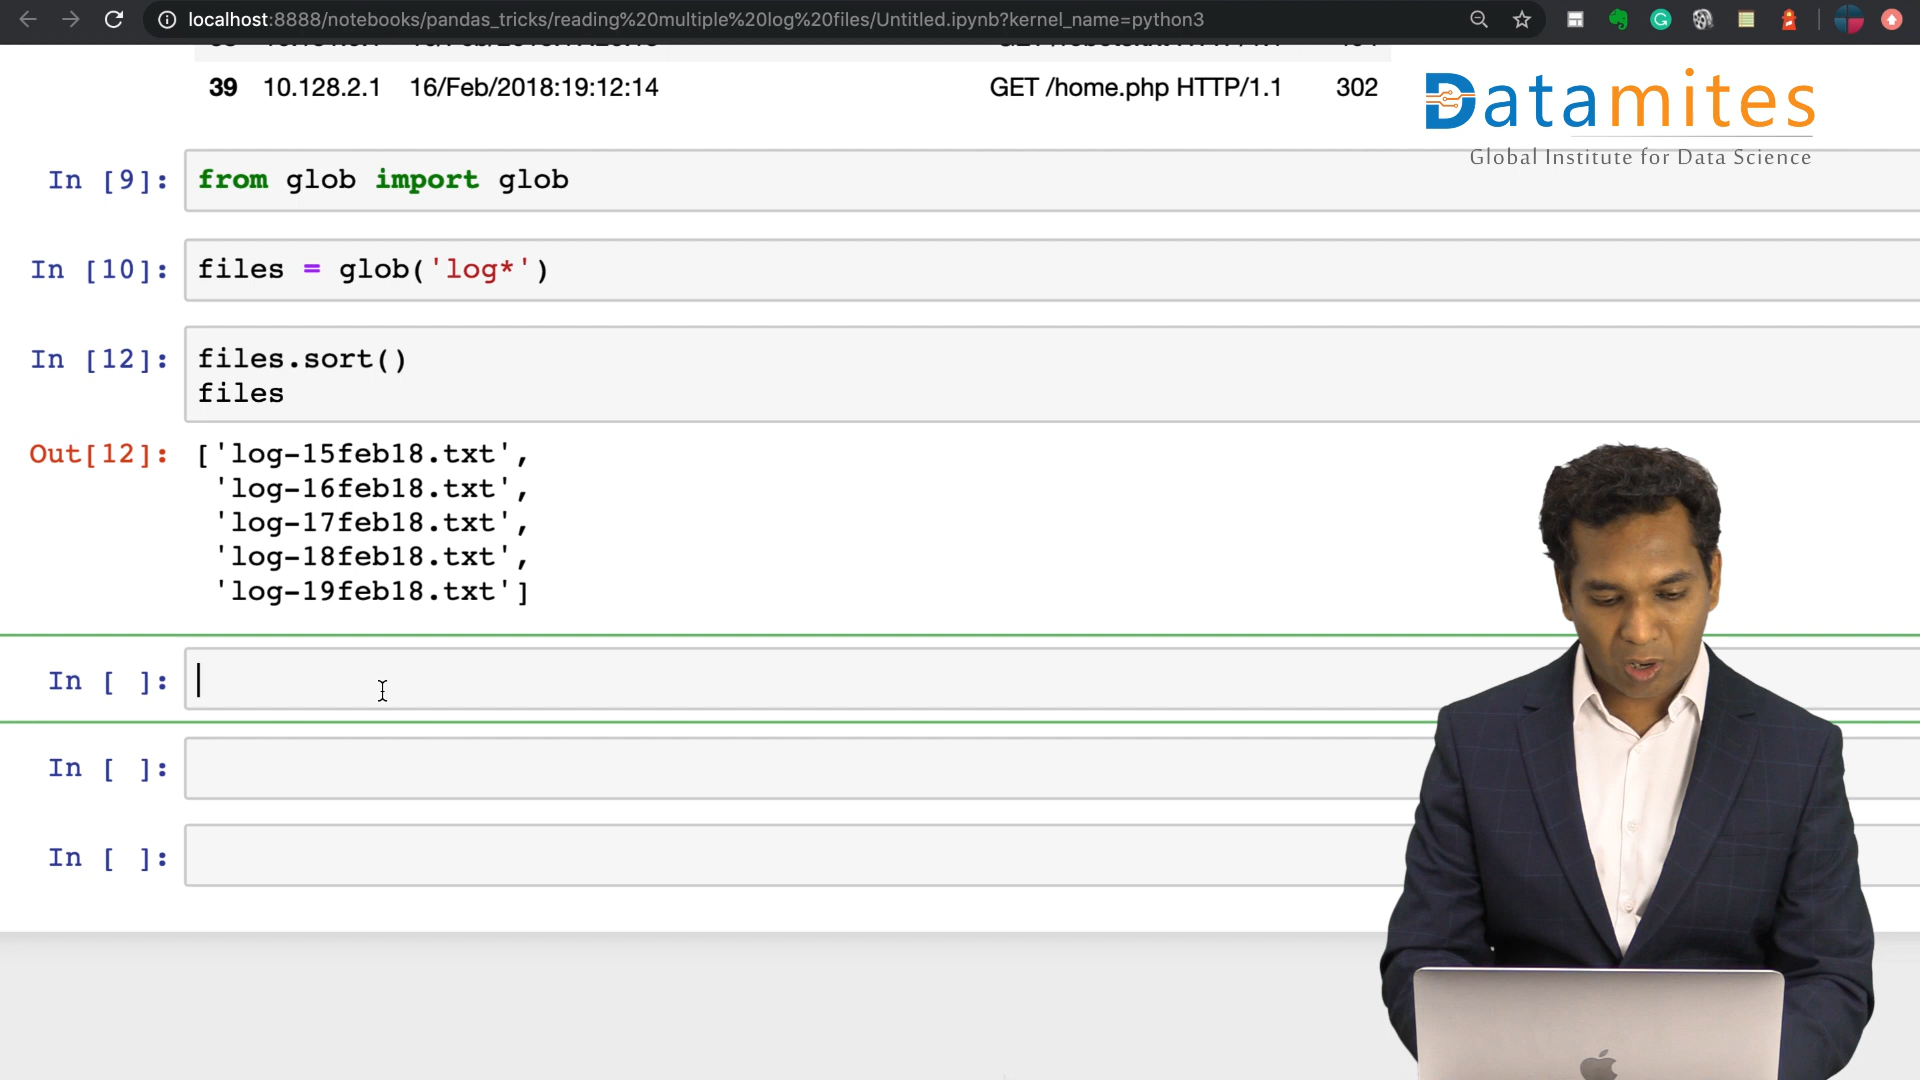 localhost:8888/notebooks/pandas_tricks/reading%20multiple%20log%20files/Untitled.ipynb?kernel_name=python3
39 10.128.2.1 16/Feb/2018:19:12:14 GET /home.php HTTP/1.1 302
Datamites
Global Institute for Data Science
In [9]: from glob import glob
In [10]: files = glob('log*')
In [12]: files.sort()
files
Out[12]: ['log-15feb18.txt',
'log-16feb18.txt',
'log-17feb18.txt',
'log-18feb18.txt',
'log-19feb18.txt']
In [ ]:
In [ ]:
In [ ]: